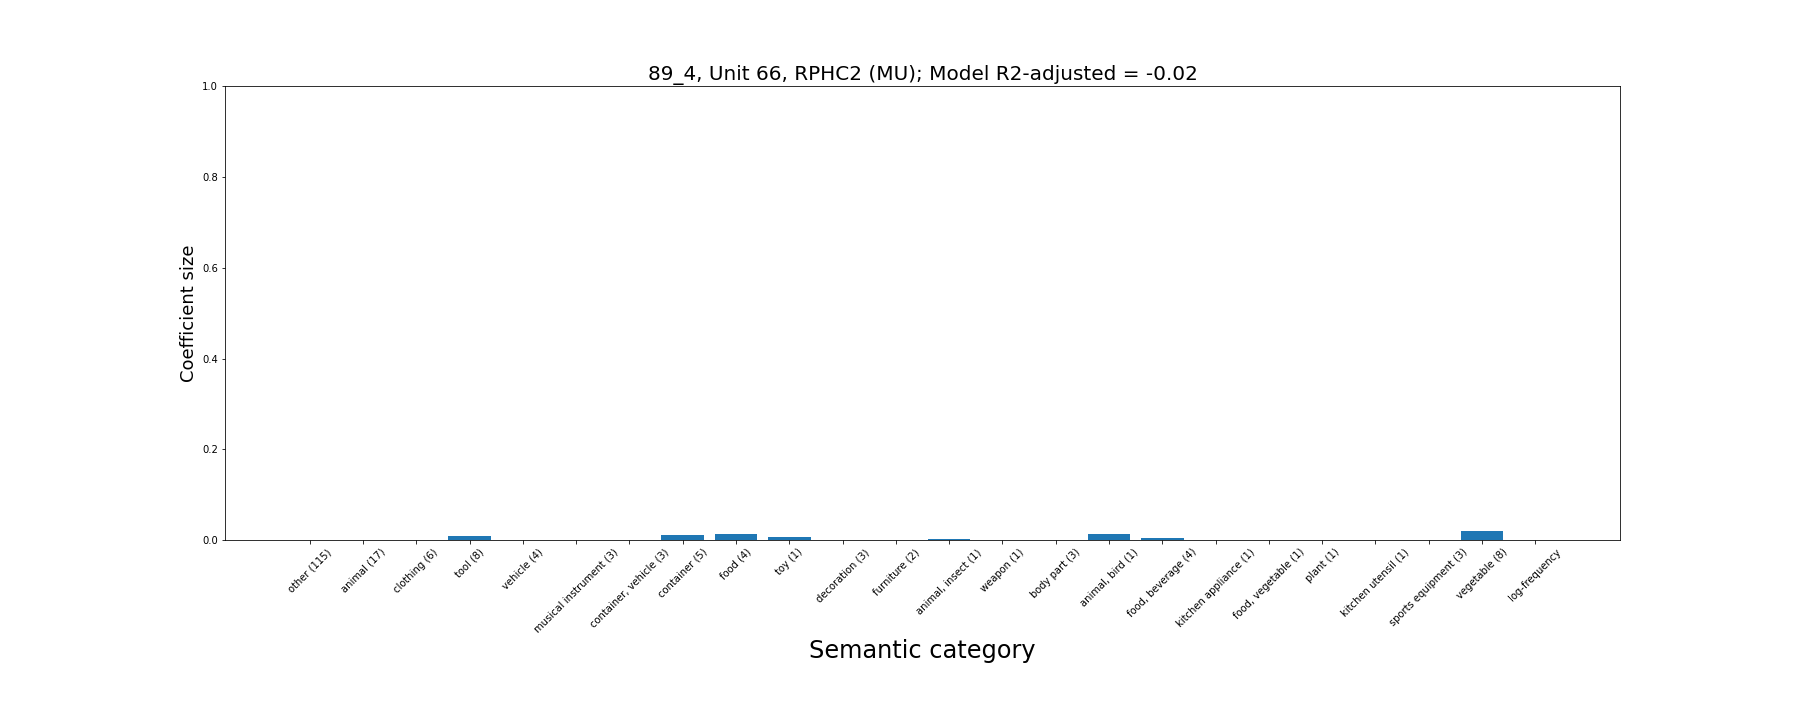 89_4, Unit 66, RPHC2 (MU); Model R2-adjusted = -0.02
1.0
0.8
0.6
0.4
0.2
0.0
Coefficient size
other (115)
animal (17)
clothing (6)
tool (8)
vehicle (4)
musical instrument (3)
container, vehicle (3)
container (5)
food (4)
toy (1)
decoration (3)
furniture (2)
animal, insect (1)
weapon (1)
body part (3)
animal, bird (1)
food, beverage (4)
kitchen appliance (1)
food, vegetable (1)
plant (1)
kitchen utensil (1)
sports equipment (3)
vegetable (8)
log-frequency
Semantic category